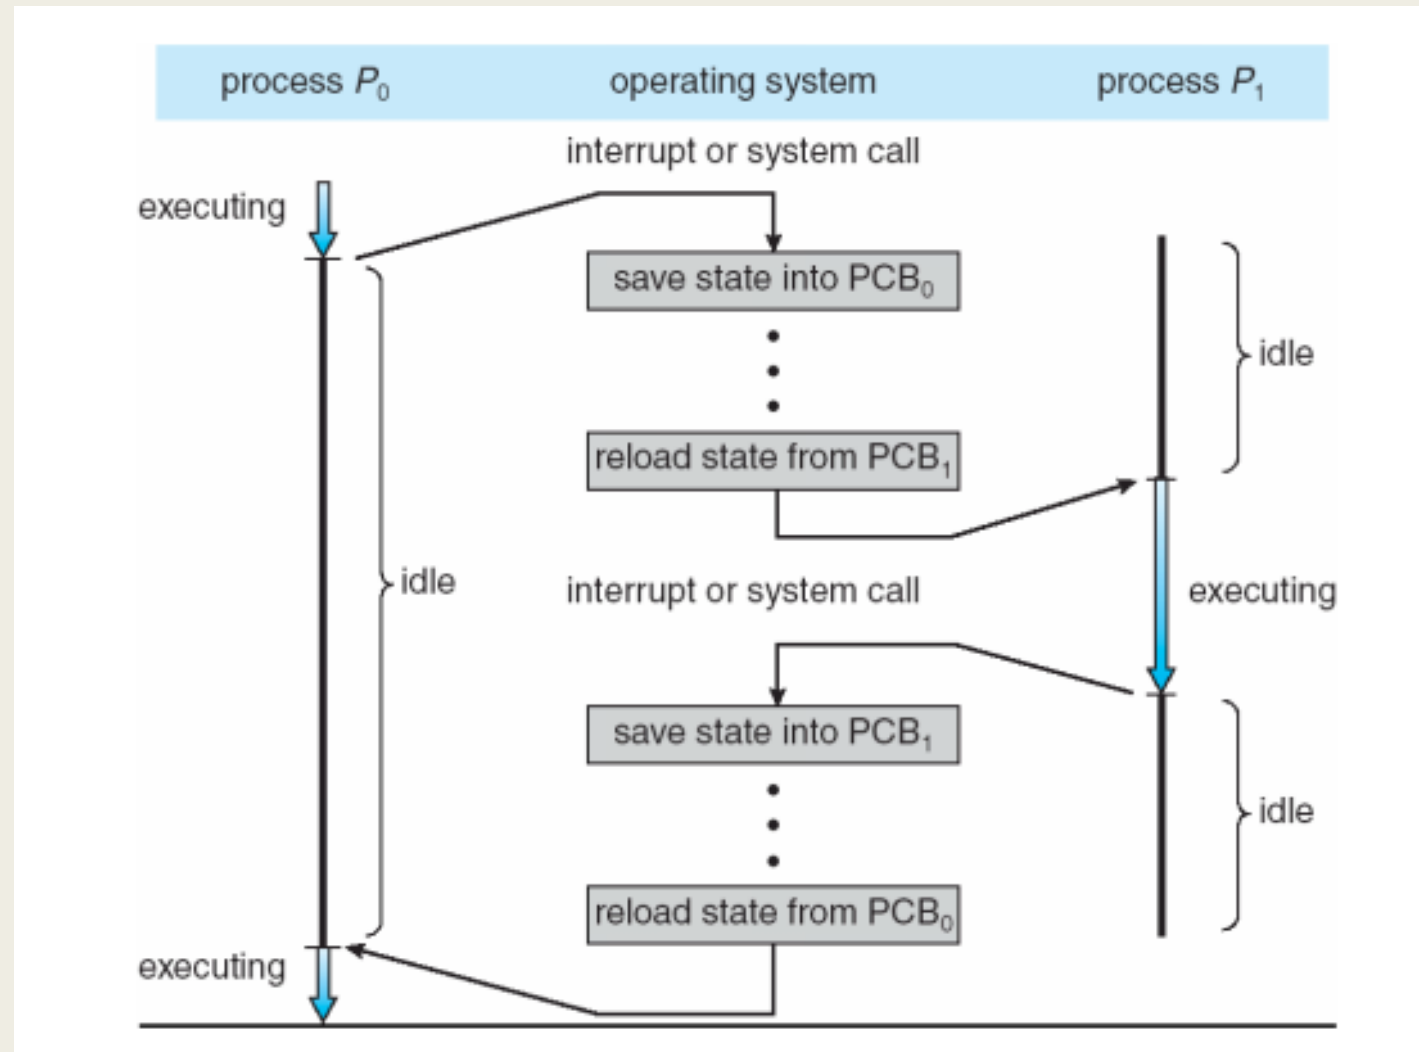 process P₀ operating system process P₁
interrupt or system call
executing
save state into PCB₀
idle
reload state from PCB₁
idle
interrupt or system call
executing
save state into PCB₁
idle
reload state from PCB₀
executing